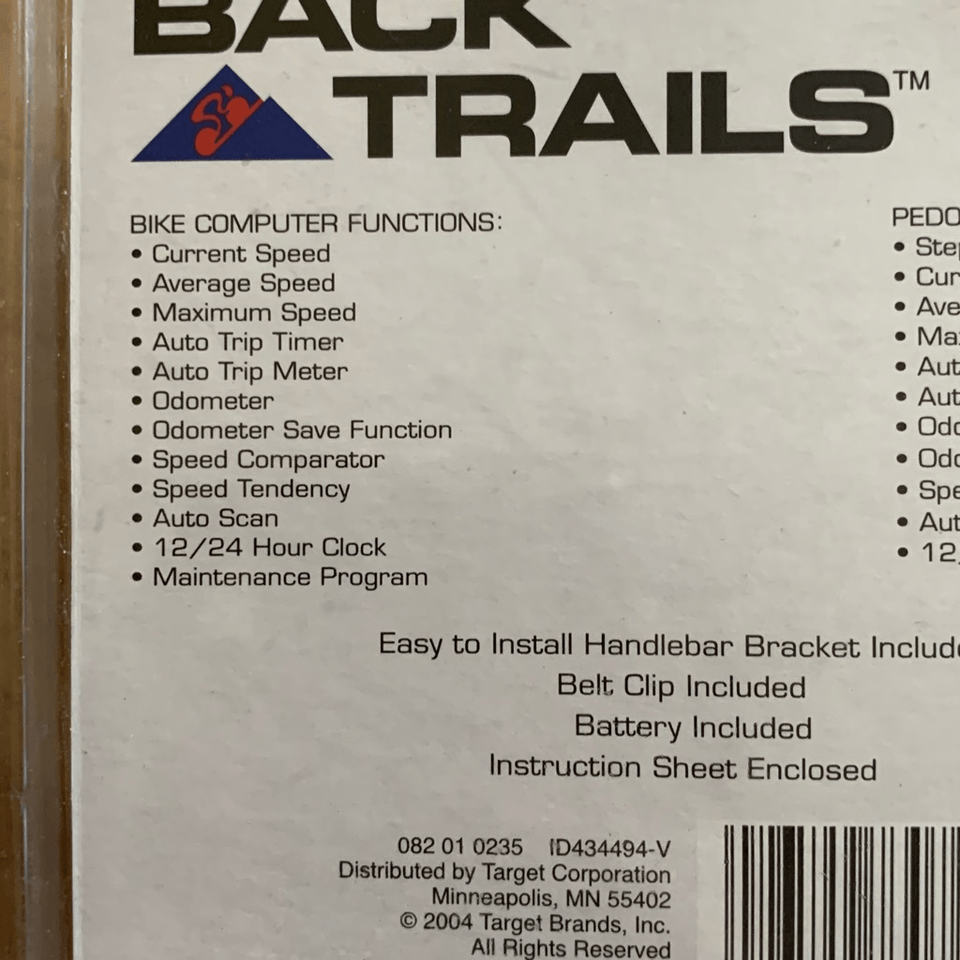 BACK
TRAILS™
BIKE COMPUTER FUNCTIONS:
• Current Speed
• Average Speed
• Maximum Speed
• Auto Trip Timer
• Auto Trip Meter
• Odometer
• Odometer Save Function
• Speed Comparator
• Speed Tendency
• Auto Scan
• 12/24 Hour Clock
• Maintenance Program
Easy to Install Handlebar Bracket
Belt Clip Included
Battery Included
Instruction Sheet Enclosed
082 01 0235 ID434494-V
Distributed by Target Corporation
Minneapolis, MN 55402
© 2004 Target Brands, Inc.
All Rights Reserved